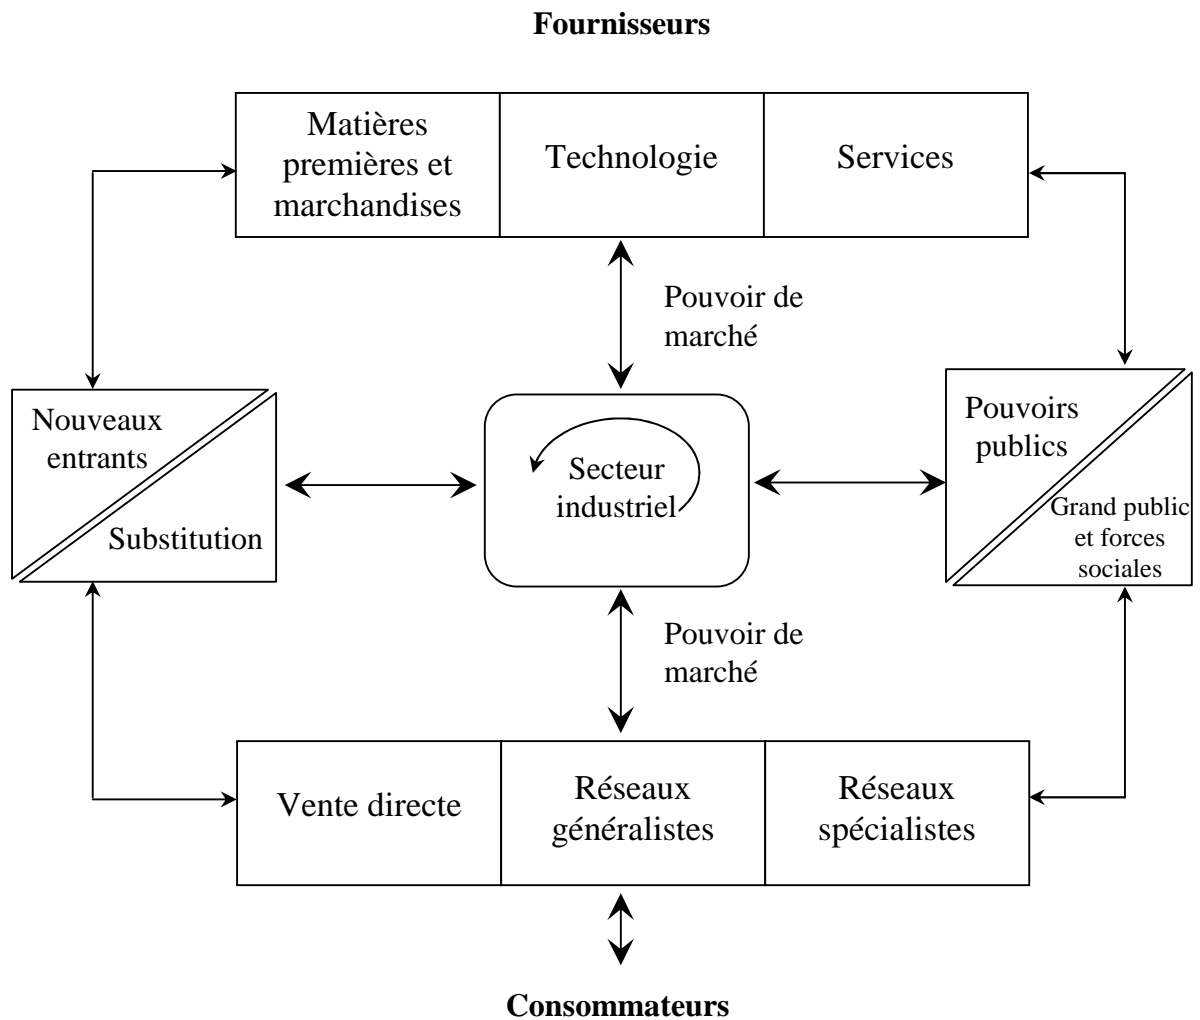 Fournisseurs
Matières
premières et
marchandises
Technologie
Services
Pouvoir de
marché
Nouveaux
entrants
Substitution
Secteur
industriel
Pouvoirs
publics
Grand public
et forces
sociales
Pouvoir de
marché
Vente directe
Réseaux
généralistes
Réseaux
spécialistes
Consommateurs